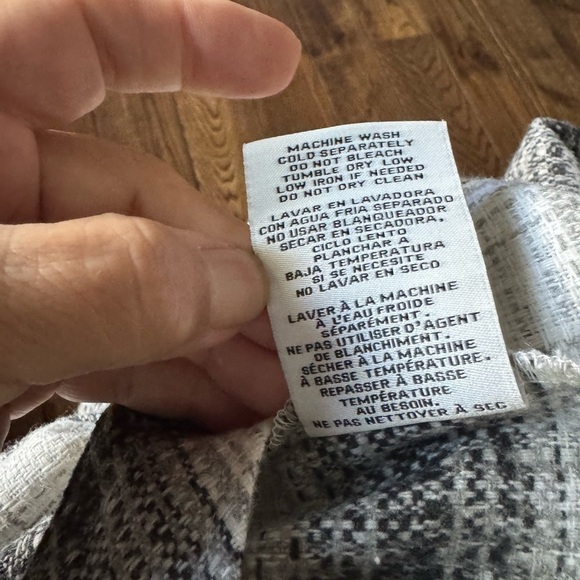 MACHINE WASH
COLD SEPARATELY
DO NOT BLEACH
TUMBLE DRY LOW
LOW IRON IF NEEDED
DO NOT DRY CLEAN
LAVAR EN LAVADORA
CON AGUA FRIA SEPARADO
NO USAR BLANQUEADOR
SECAR EN SECADORA,
CICLO LENTO
PLANCHAR A
BAJA TEMPERATURA
SI SE NECESITE
NO LAVAR EN SECO
LAVER À LA MACHINE
À L'EAU FROIDE
SÉPARÉMENT.
NE PAS UTILISER D'AGENT
DE BLANCHIMENT.
SÉCHER À LA MACHINE
À BASSE TEMPÉRATURE.
REPASSER À BASSE
TEMPÉRATURE
AU BESOIN.
NE PAS NETTOYER À SEC